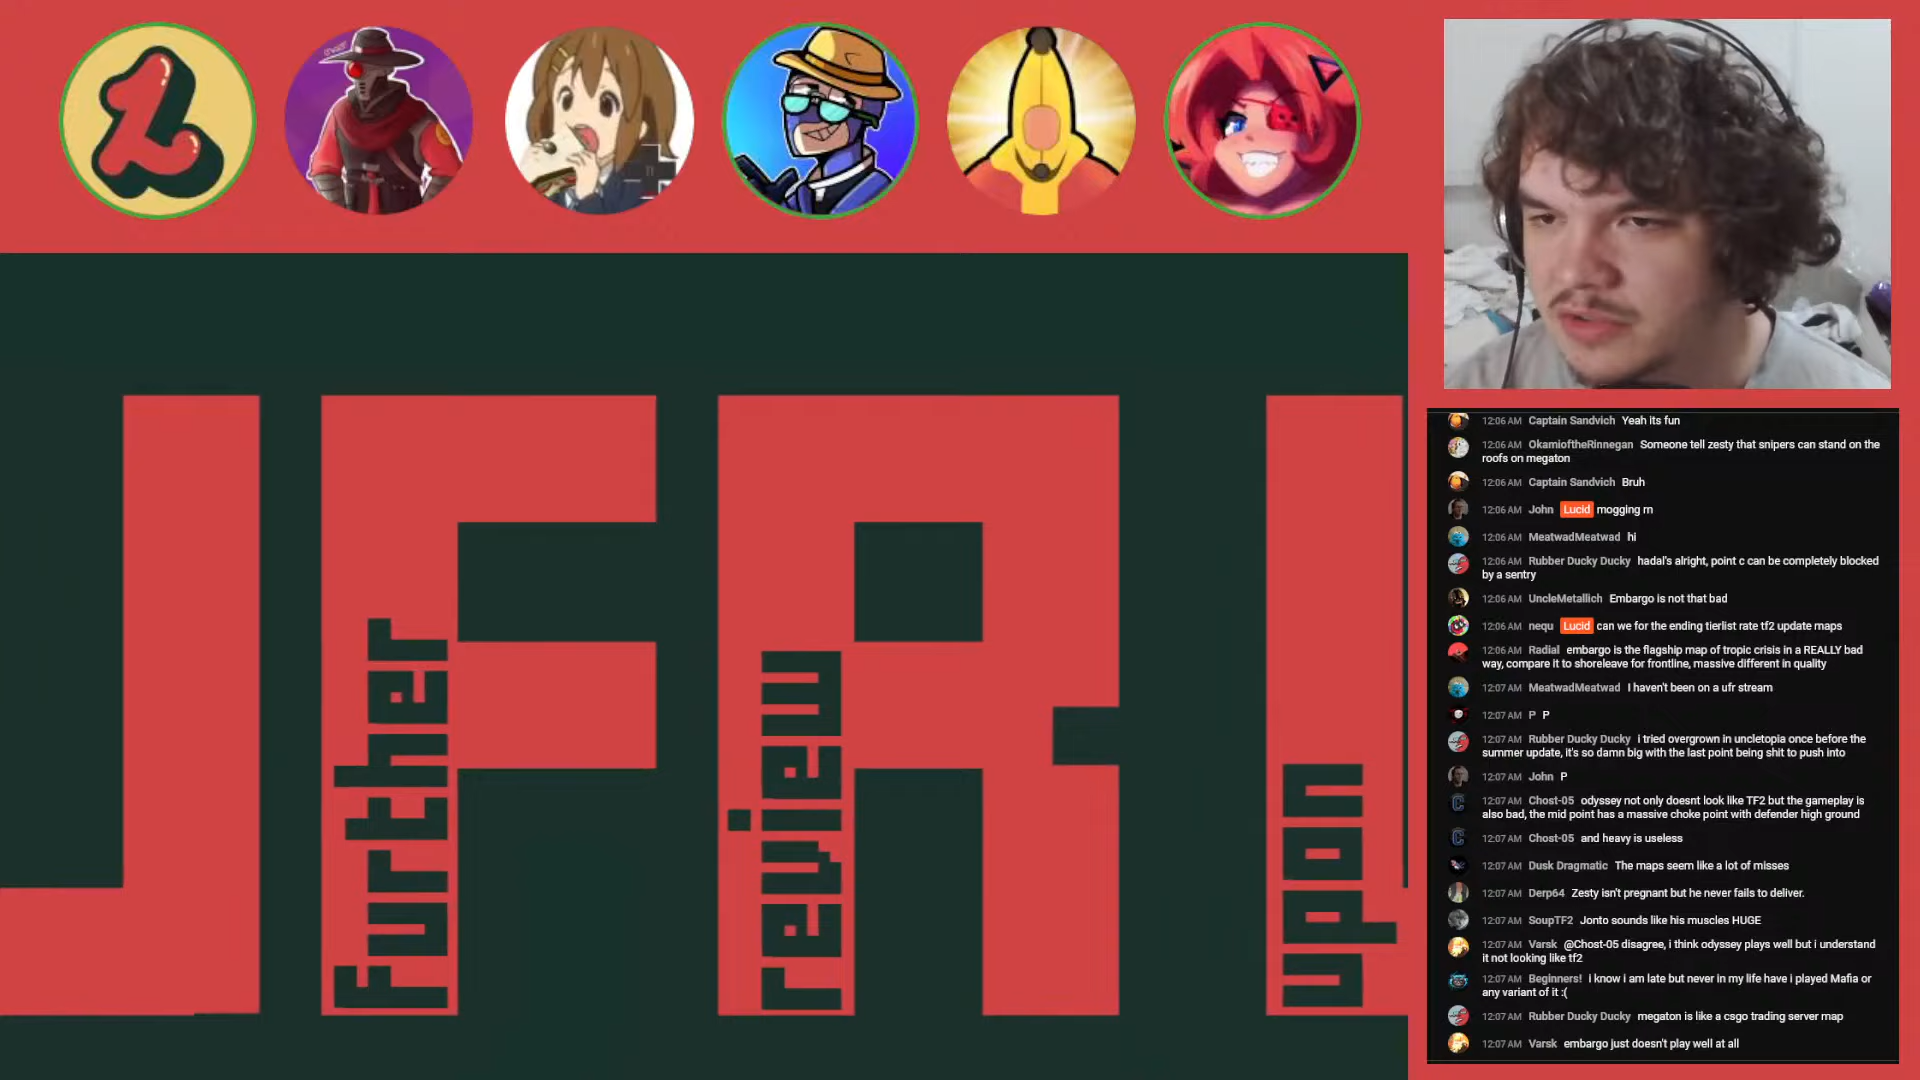 UFR U
further
review
upon
12:06 AM Captain Sandvich Yeah its fun
12:06 AM OkamioftheRinnegan Someone tell zesty that snipers can stand on the
roofs on megaton
12:06 AM Captain Sandvich Bruh
12:06 AM John Lucid mogging rn
12:06 AM MeatwadMeatwad hi
12:06 AM Rubber Ducky Ducky hadal's alright, point c can be completely blocked
by a sentry
12:06 AM UncleMetallich Embargo is not that bad
12:06 AM nequ Lucid can we for the ending tierlist rate tf2 update maps
12:06 AM Radial embargo is the flagship map of tropic crisis in a REALLY bad
way, compare it to shoreleave for frontline, massive different in quality
12:07 AM MeatwadMeatwad I haven't been on a ufr stream
12:07 AM P P
12:07 AM Rubber Ducky Ducky i tried overgrown in uncletopia once before the
summer update, it's so damn big with the last point being shit to push into
12:07 AM John P
12:07 AM Chost-05 odyssey not only doesnt look like TF2 but the gameplay is
also bad, the mid point has a massive choke point with defender high ground
12:07 AM Chost-05 and heavy is useless
12:07 AM Dusk Dragmatic The maps seem like a lot of misses
12:07 AM Derp64 Zesty isn't pregnant but he never fails to deliver.
12:07 AM SoupTF2 Jonto sounds like his muscles HUGE
12:07 AM Varsk @Chost-05 disagree, i think odyssey plays well but i understand
it not looking like tf2
12:07 AM Beginners! i know i am late but never in my life have i played Mafia or
any variant of it :(
12:07 AM Rubber Ducky Ducky megaton is like a csgo trading server map
12:07 AM Varsk embargo just doesn't play well at all